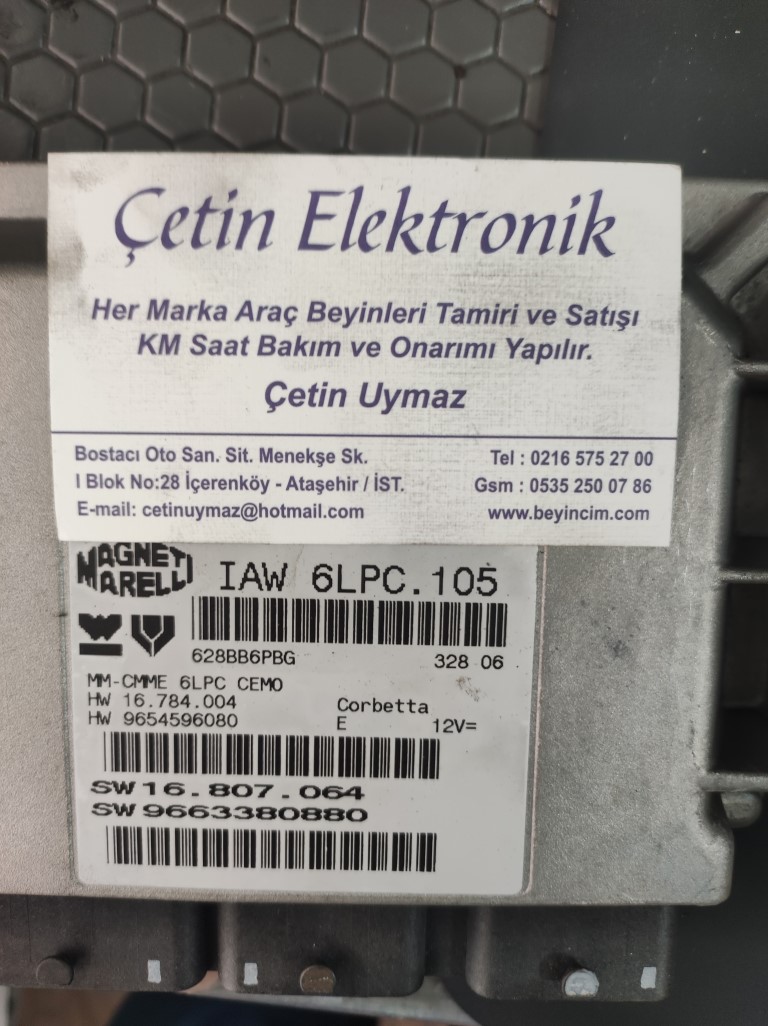 Çetin Elektronik
Her Marka Araç Beyinleri Tamiri ve Satışı
KM Saat Bakım ve Onarımı Yapılır.
Çetin Uymaz
Bostacı Oto San. Sit. Menekşe Sk.
I Blok No:28 İçerenköy - Ataşehir / İST.
E-mail: cetinuymaz@hotmail.com
Tel : 0216 575 27 00
Gsm : 0535 250 07 86
www.beyincim.com
MAGNETI
MARELLI
IAW 6LPC.105
628BB6PBG 328 06
MM-CMME 6LPC CEMO
HW 16.784.004 Corbetta
HW 9654596080 E 12V=
SW 16.807.064
SW 9663380880